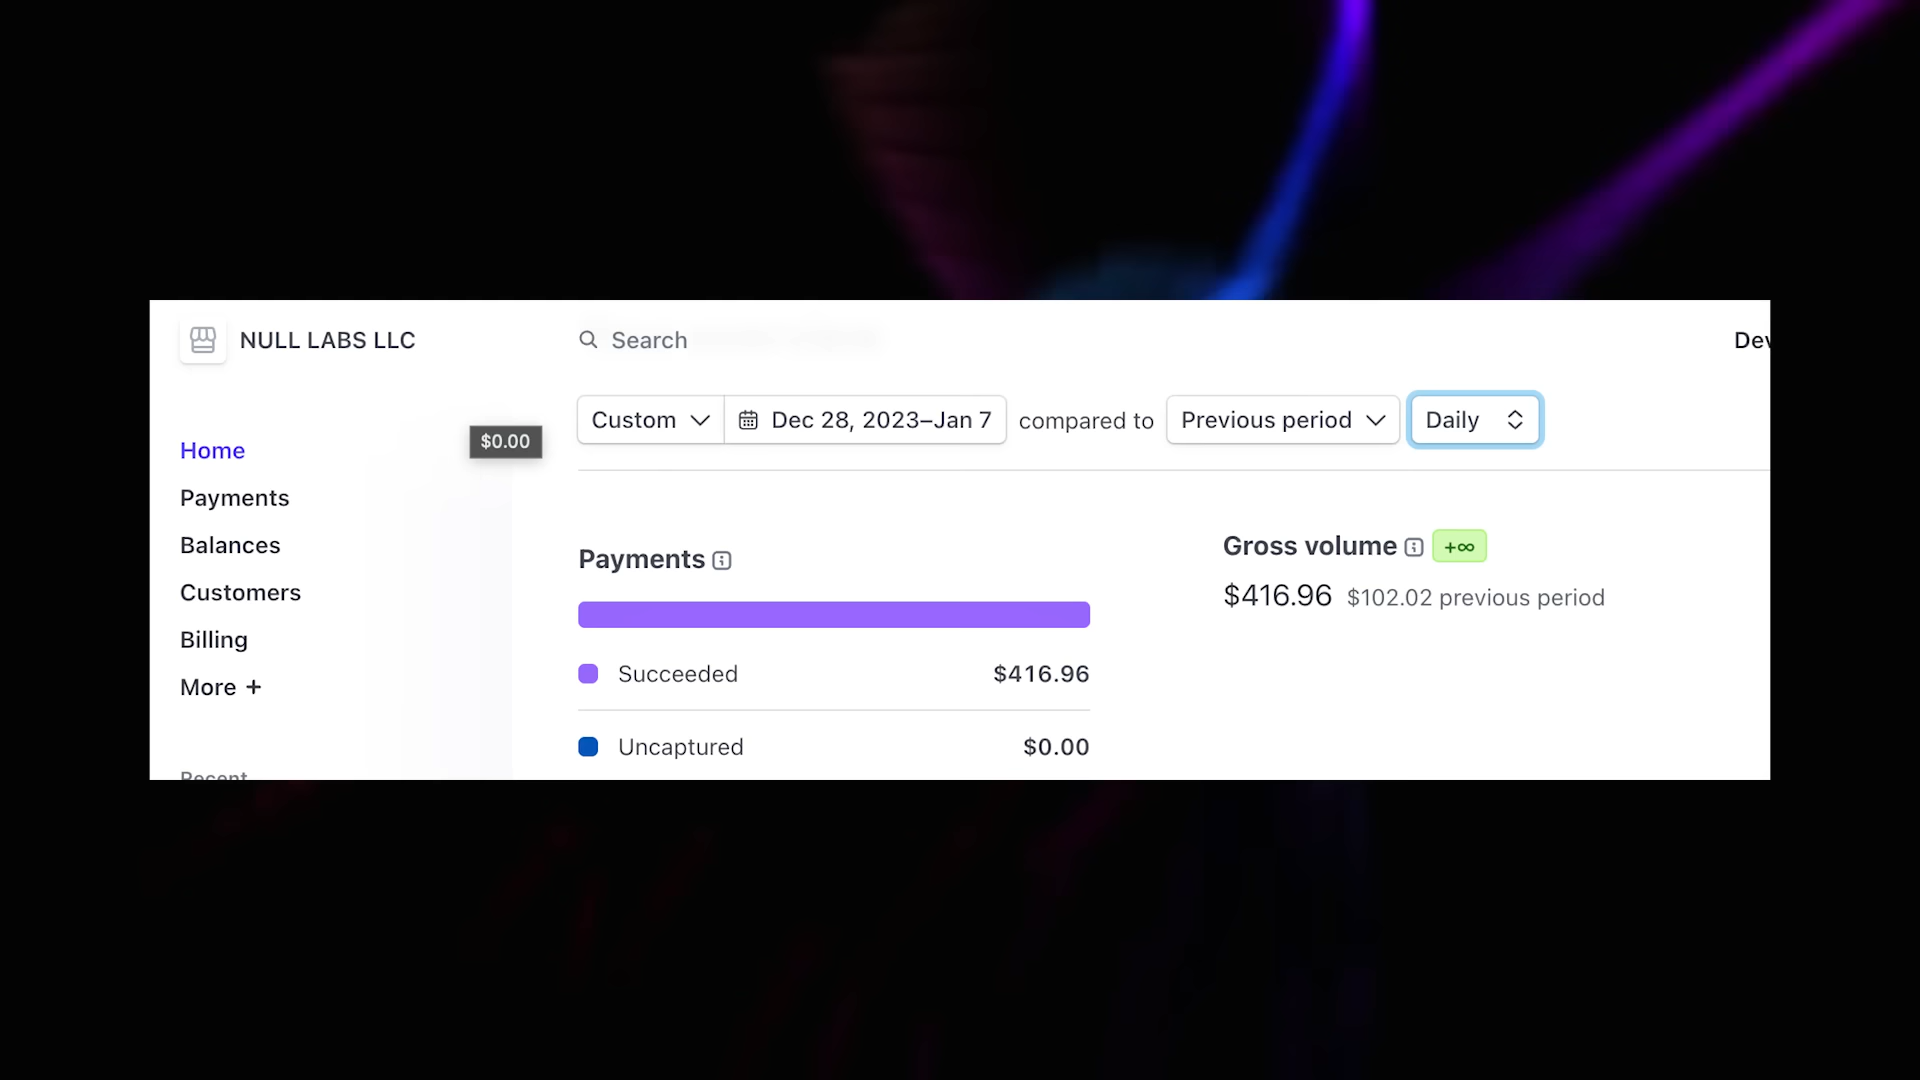 NULL LABS LLC
Search
Dev
Custom
Dec 28, 2023–Jan 7
compared to
Previous period
Daily
$0.00
Home
Payments
Balances
Customers
Billing
More +
Recent
Payments
Succeeded $416.96
Uncaptured $0.00
Gross volume +∞
$416.96 $102.02 previous period